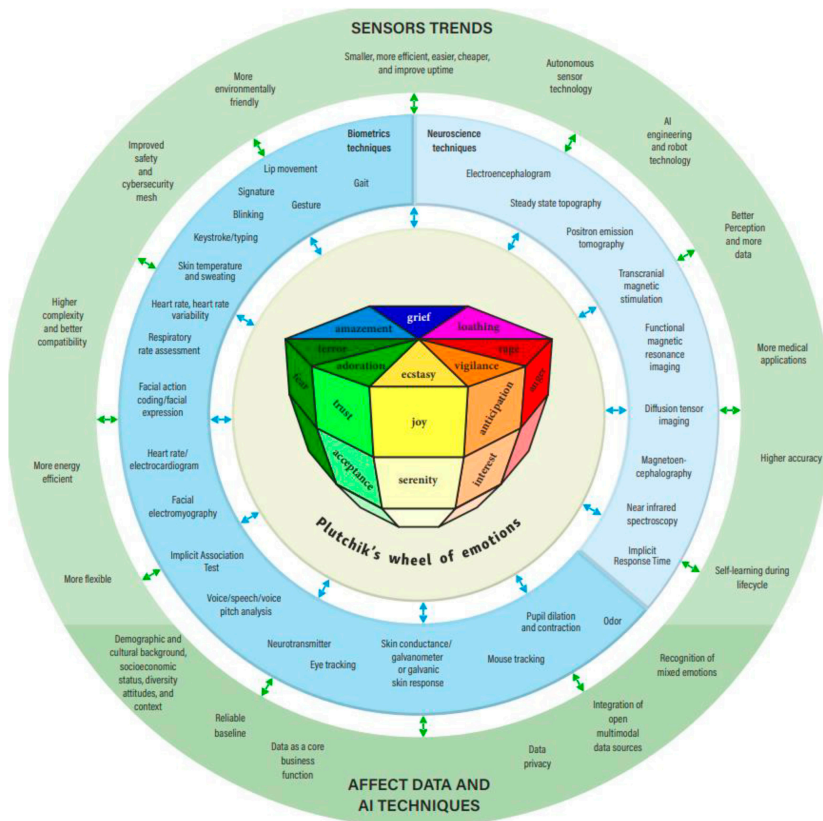 SENSORS TRENDS
Smaller, more efficient, easier, cheaper,
and improve uptime
Autonomous
sensor
technology
AI
engineering
and robot
technology
Better
Perception
and more
data
More medical
applications
Higher accuracy
Self-learning during
lifecycle
More
environmentally
friendly
Improved
safety
and
cybersecurity
mesh
Higher
complexity
and better
compatibility
More energy
efficient
More flexible
Biometrics
techniques
Lip movement
Gait
Signature
Gesture
Blinking
Keystroke/typing
Skin temperature
and sweating
Heart rate, heart rate
variability
Respiratory
rate assessment
Facial action
coding/facial
expression
Heart rate/
electrocardiogram
Facial
electromyography
Implicit Association
Test
Voice/speech/voice
pitch analysis
Neurotransmitter
Eye tracking
Skin conductance/
galvanometer
or galvanic
skin response
Mouse tracking
Pupil dilation
and contraction
Odor
Neuroscience
techniques
Electroencephalogram
Steady state topography
Positron emission
tomography
Transcranial
magnetic
stimulation
Functional
magnetic
resonance
imaging
Diffusion tensor
imaging
Magnetoen-
cephalography
Near infrared
spectroscopy
Implicit
Response Time
grief
amazement
loathing
terror
rage
adoration
vigilance
ecstasy
fear
anger
trust
anticipation
joy
acceptance
interest
serenity
Plutchik's wheel of emotions
Demographic and
cultural background,
socioeconomic
status, diversity
attitudes, and
context
Reliable
baseline
Data as a core
business
function
Data
privacy
Integration of
open
multimodal
data sources
Recognition of
mixed emotions
AFFECT DATA AND
AI TECHNIQUES